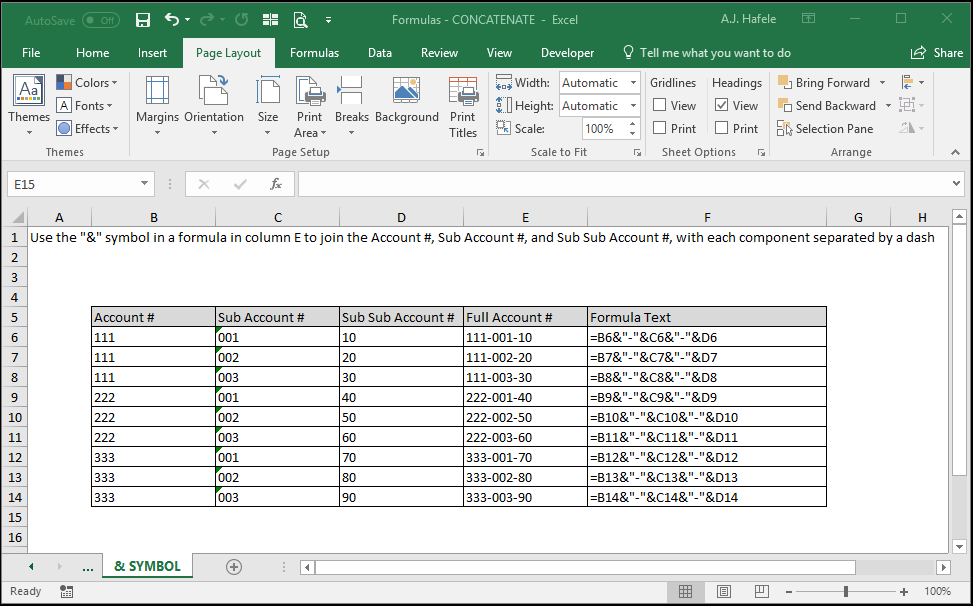 AutoSave Off Formulas - CONCATENATE - Excel A.J. Hafele
File Home Insert Page Layout Formulas Data Review View Developer Tell me what you want to do Share
Themes Colors Fonts Effects
Themes
Margins Orientation Size Print Area Breaks Background Print Titles
Page Setup
Width: Automatic
Height: Automatic
Scale: 100%
Scale to Fit
Gridlines Headings
View View
Print Print
Sheet Options
Bring Forward
Send Backward
Selection Pane
Arrange
E15 fx
A B C D E F G H
1 Use the "&" symbol in a formula in column E to join the Account #, Sub Account #, and Sub Sub Account #, with each component separated by a dash
2
3
4
5 Account # Sub Account # Sub Sub Account # Full Account # Formula Text
6 111 001 10 111-001-10 =B6&"-"&C6&"-"&D6
7 111 002 20 111-002-20 =B7&"-"&C7&"-"&D7
8 111 003 30 111-003-30 =B8&"-"&C8&"-"&D8
9 222 001 40 222-001-40 =B9&"-"&C9&"-"&D9
10 222 002 50 222-002-50 =B10&"-"&C10&"-"&D10
11 222 003 60 222-003-60 =B11&"-"&C11&"-"&D11
12 333 001 70 333-001-70 =B12&"-"&C12&"-"&D12
13 333 002 80 333-002-80 =B13&"-"&C13&"-"&D13
14 333 003 90 333-003-90 =B14&"-"&C14&"-"&D14
15
16
... & SYMBOL
Ready 100%